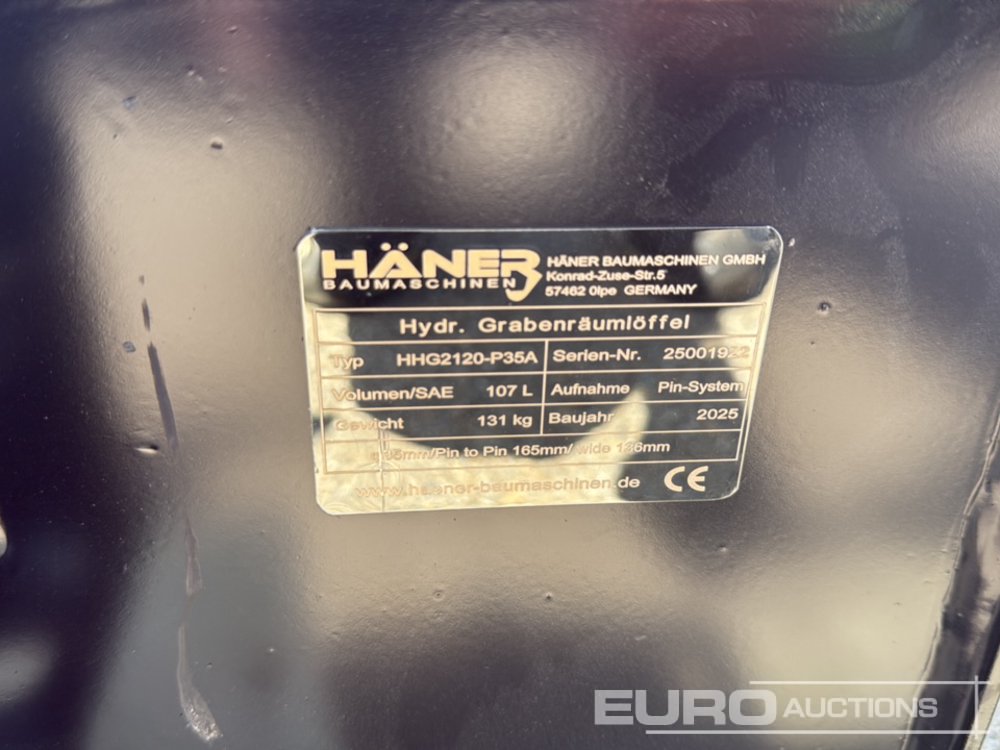 HÄNER
BAUMASCHINEN
HÄNER BAUMASCHINEN GMBH
Konrad-Zuse-Str.5
57462 Olpe GERMANY
Hydr. Grabenräumlöffel
Typ HHG2120-P35A Serien-Nr. 25001922
Volumen/SAE 107 L Aufnahme Pin-System
Gewicht 131 kg Baujahr 2025
35mm/Pin to Pin 165mm/ wide 136mm
www.haener-baumaschinen.de CE
EURO AUCTIONS